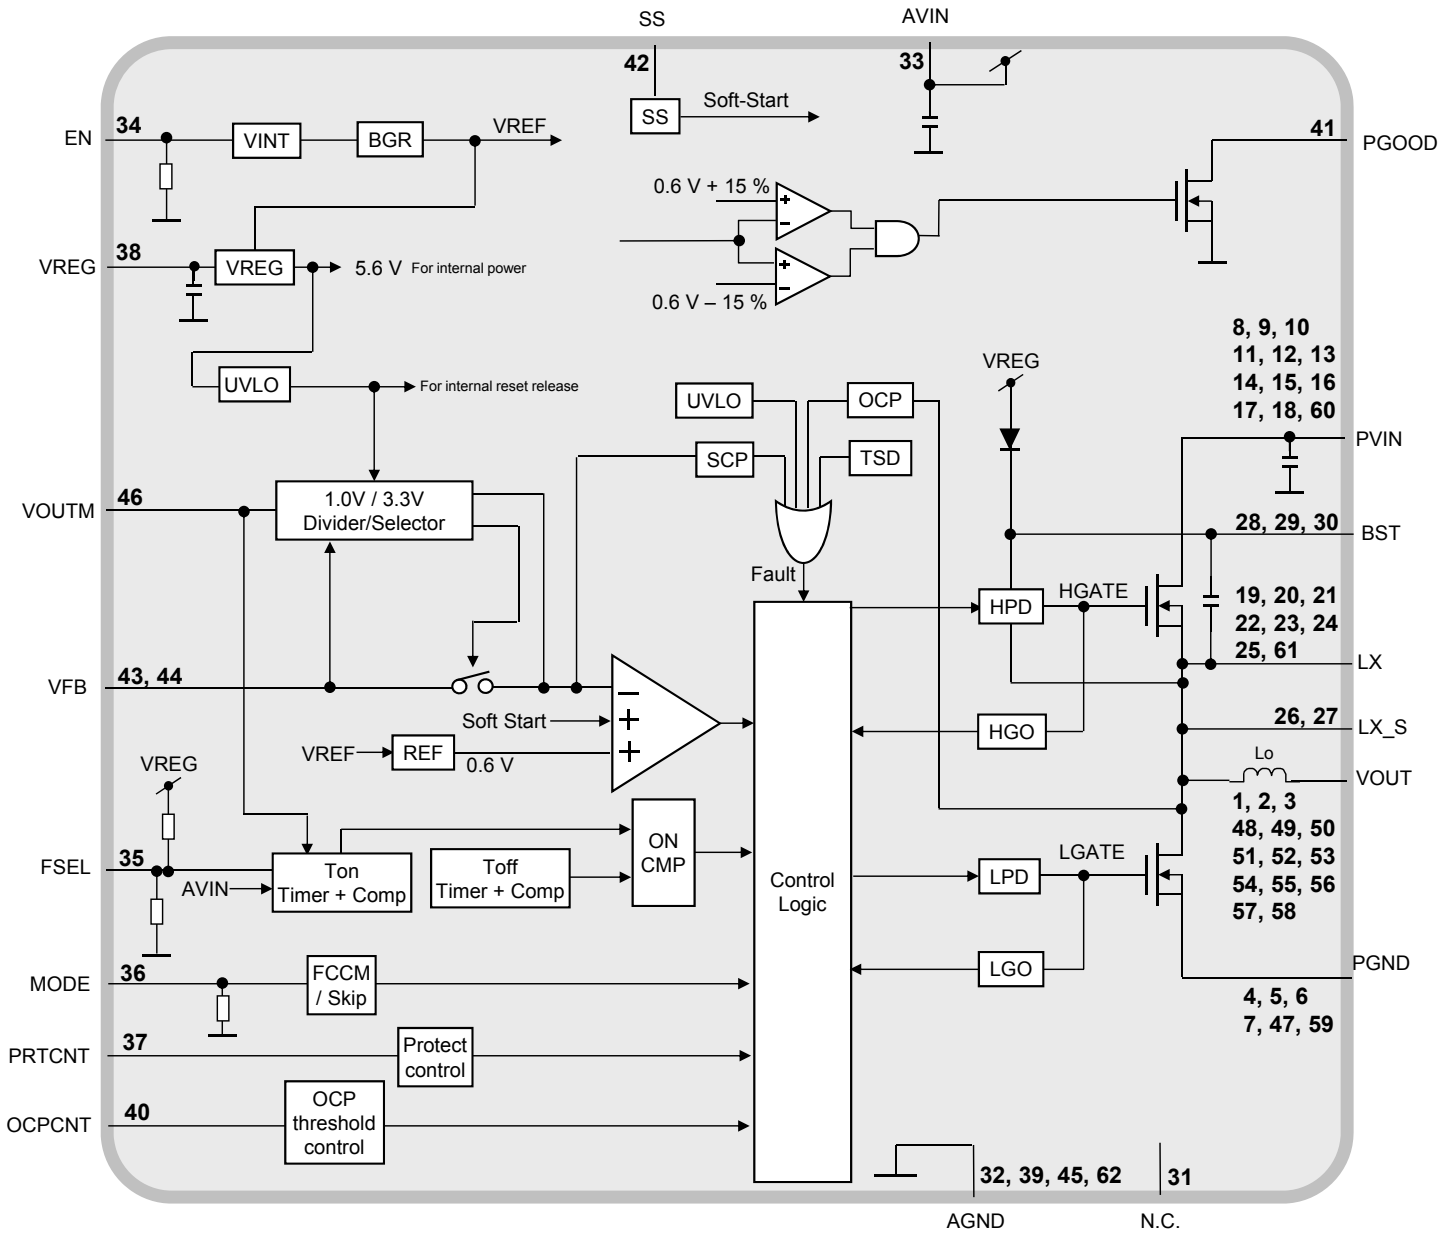 SS
AVIN
42
33
SS
Soft-Start
EN
34
VINT
BGR
VREF
41
PGOOD
0.6 V + 15 %
+
−
VREG
38
VREG
5.6 V For internal power
+
−
0.6 V – 15 %
8, 9, 10
11, 12, 13
14, 15, 16
17, 18, 60
VREG
UVLO
For internal reset release
UVLO
OCP
PVIN
SCP
TSD
VOUTM
46
1.0V / 3.3V
Divider/Selector
28, 29, 30
BST
Fault
HPD
HGATE
19, 20, 21
22, 23, 24
25, 61
LX
VFB
43, 44
−
Soft Start
+
HGO
26, 27
LX_S
VREF
REF
0.6 V
+
VREG
Lo
VOUT
1, 2, 3
48, 49, 50
51, 52, 53
54, 55, 56
57, 58
FSEL
35
AVIN
Ton
Timer + Comp
Toff
Timer + Comp
ON
CMP
Control
Logic
LPD
LGATE
MODE
36
FCCM
/ Skip
LGO
PGND
4, 5, 6
7, 47, 59
PRTCNT
37
Protect
control
OCPCNT
40
OCP
threshold
control
32, 39, 45, 62
31
AGND
N.C.